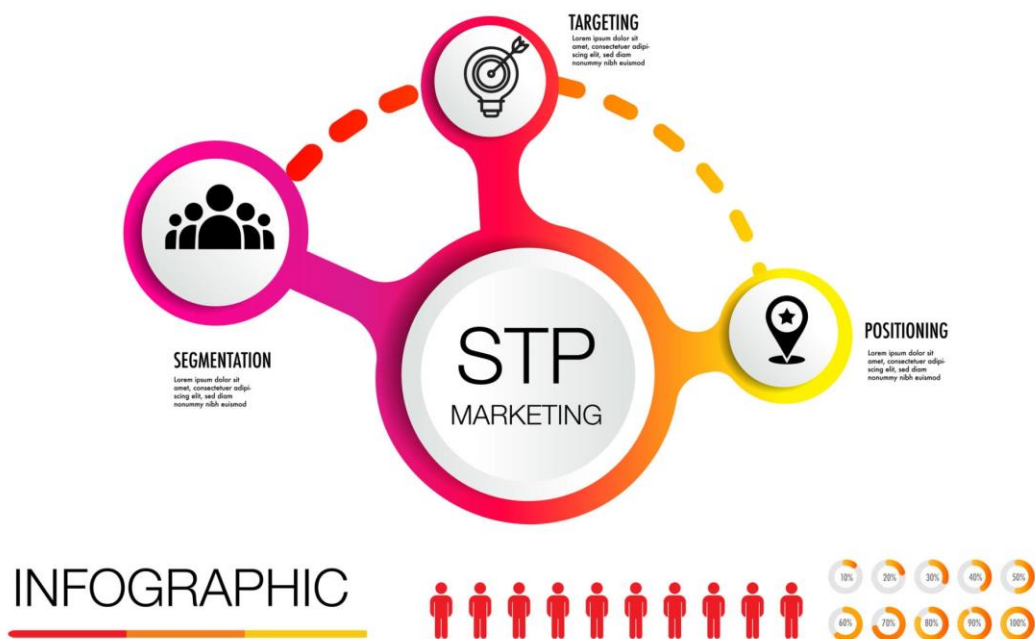 TARGETING
Lorem ipsum dolor sit
amet, consectetuer adipi-
scing elit, sed diam
nonummy nibh euismod
SEGMENTATION
Lorem ipsum dolor sit
amet, consectetuer adipi-
scing elit, sed diam
nonummy nibh euismod
STP
MARKETING
POSITIONING
Lorem ipsum dolor sit
amet, consectetuer adipi-
scing elit, sed diam
nonummy nibh euismod
INFOGRAPHIC
10% 20% 30% 40% 50%
60% 70% 80% 90% 100%